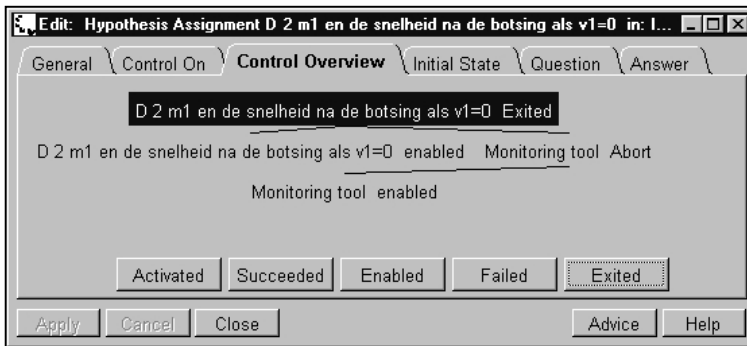 Edit: Hypothesis Assignment D 2 m1 en de snelheid na de botsing als v1=0 in: I...
General Control On Control Overview Initial State Question Answer
D 2 m1 en de snelheid na de botsing als v1=0 Exited
D 2 m1 en de snelheid na de botsing als v1=0 enabled Monitoring tool Abort
Monitoring tool enabled
Activated Succeeded Enabled Failed Exited
Apply Cancel Close Advice Help